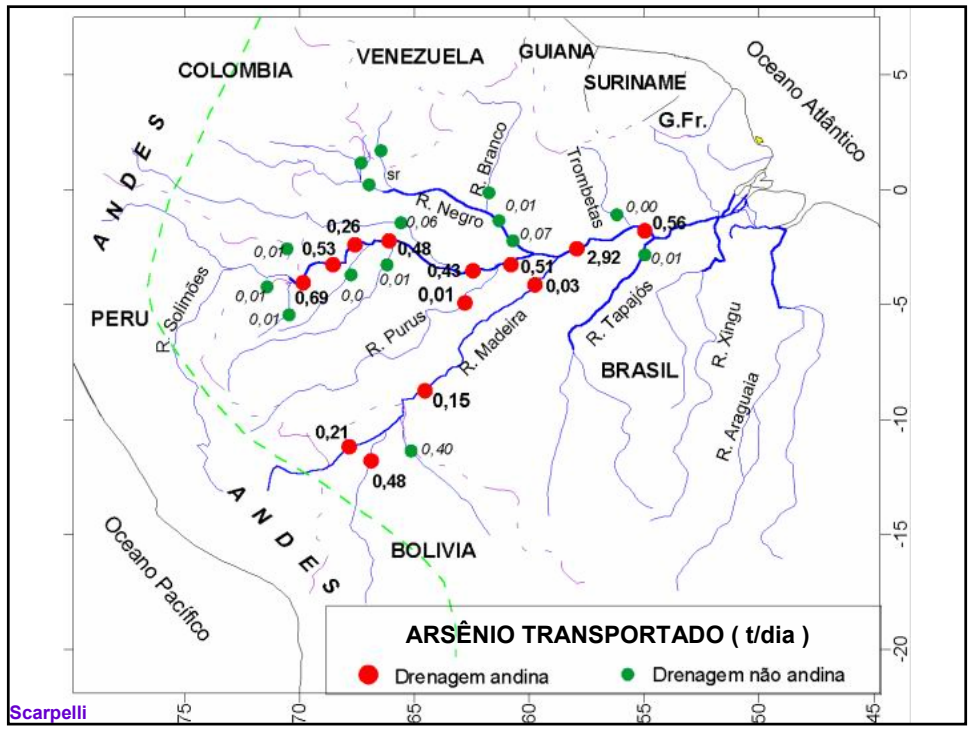 COLOMBIA
VENEZUELA
GUIANA
SURINAME
G.Fr.
Oceano Atlântico
ANDES
sr
R. Branco
R. Negro
Trombetas
0,01
0,07
0,00
0,56
0,01
2,92
0,06
0,26
0,53
0,01
0,48
0,43
0,51
0,03
0,01
0,01
0,0
0,01
0,01
0,69
PERU
R. Solimões
R. Purus
R. Madeira
R. Tapajós
BRASIL
R. Xingu
R. Araguaia
0,15
0,21
0,40
0,48
ANDES
BOLIVIA
Oceano Pacífico
5
0
-5
-10
-15
-20
ARSÊNIO TRANSPORTADO ( t/dia )
Drenagem andina
Drenagem não andina
Scarpelli
-75
-70
-65
-60
-55
-50
-45